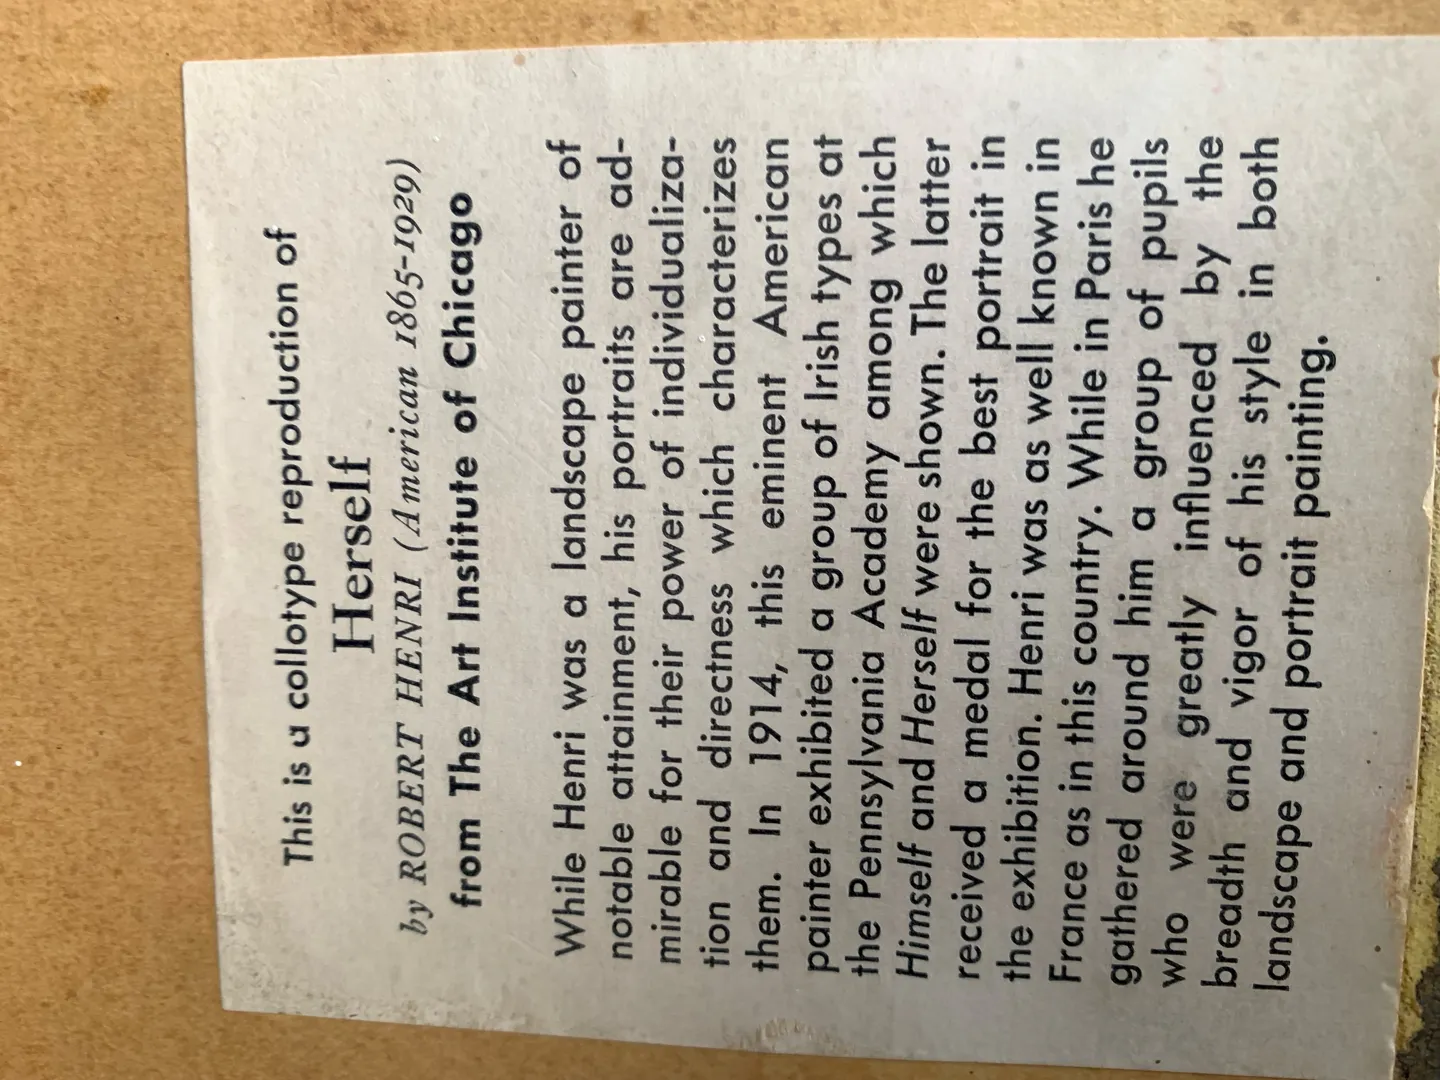 This is a collotype reproduction of
Herself
by ROBERT HENRI (American 1865-1929)
from The Art Institute of Chicago
While Henri was a landscape painter of
notable attainment, his portraits are ad-
mirable for their power of individualiza-
tion and directness which characterizes
them. In 1914, this eminent American
painter exhibited a group of Irish types at
the Pennsylvania Academy among which
Himself and Herself were shown. The latter
received a medal for the best portrait in
the exhibition. Henri was as well known in
France as in this country. While in Paris he
gathered around him a group of pupils
who were greatly influenced by the
breadth and vigor of his style in both
landscape and portrait painting.